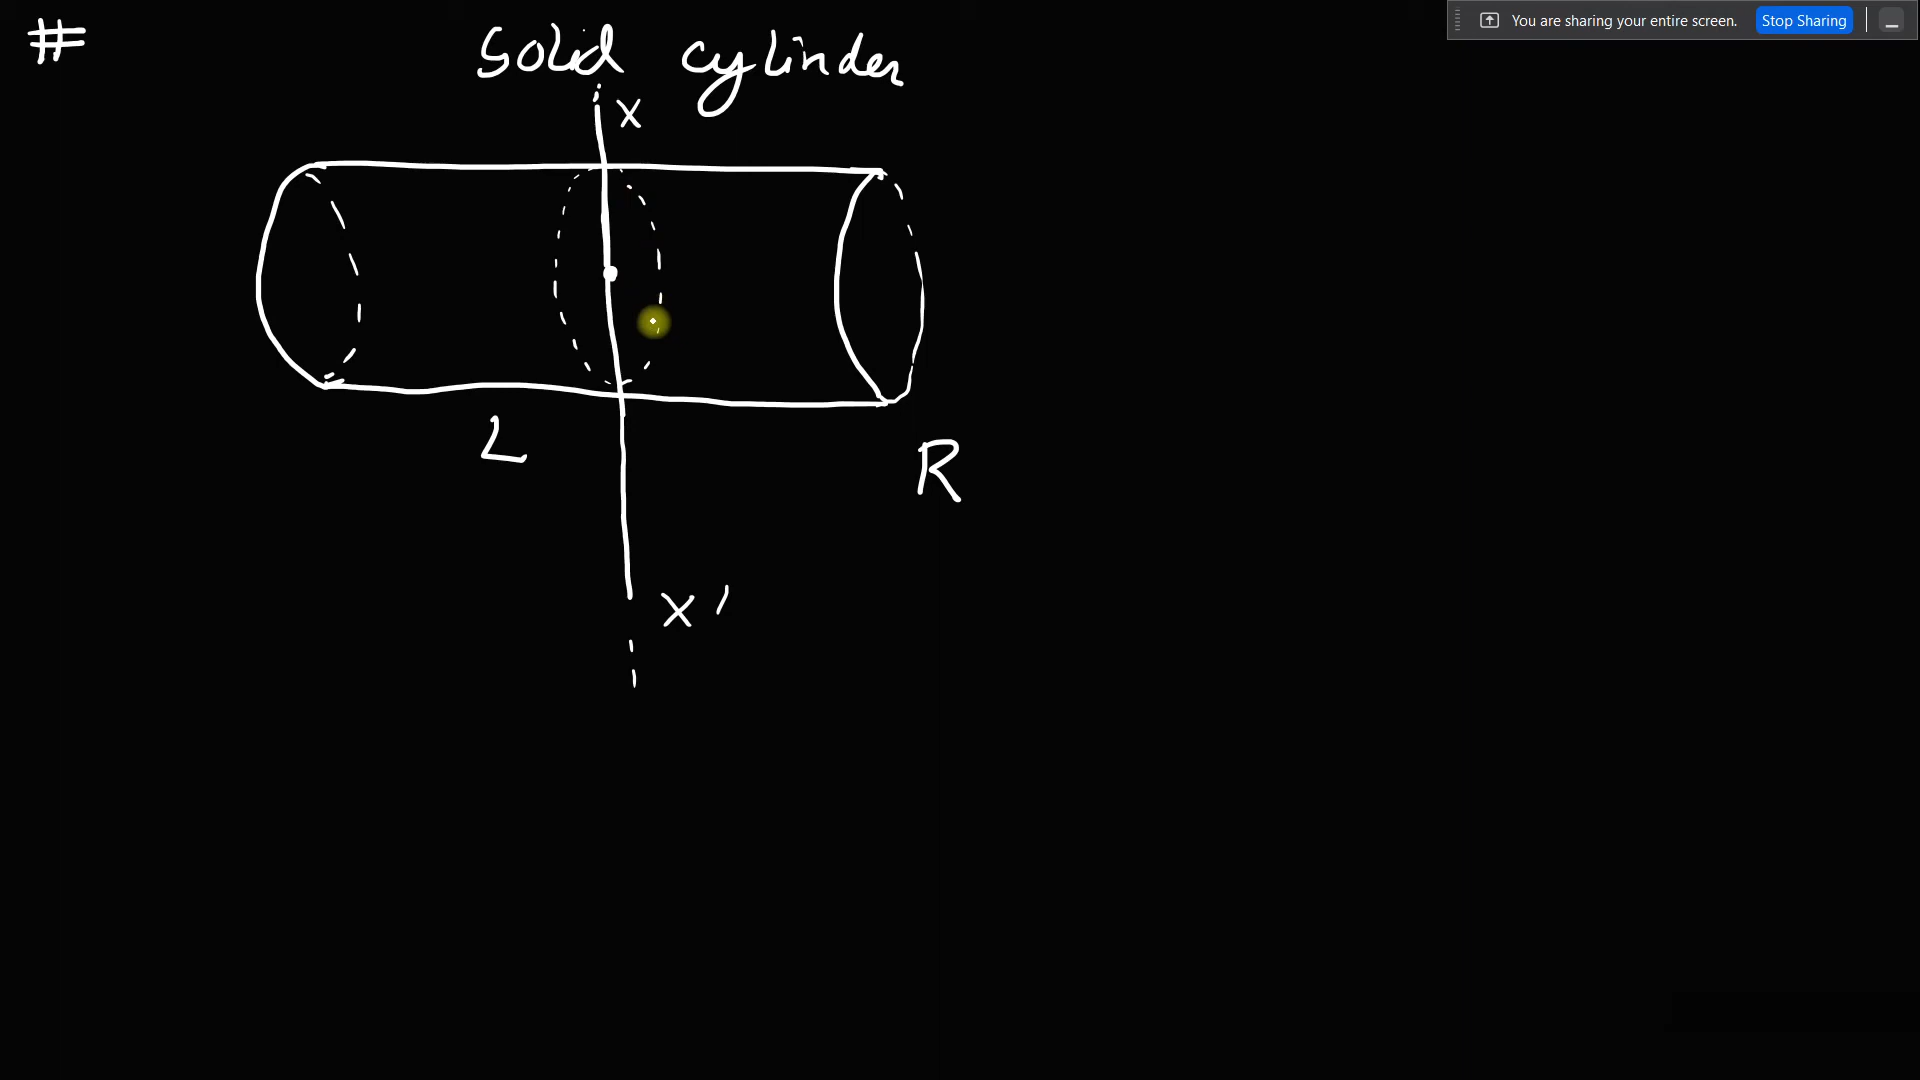 You are sharing your entire screen. Stop Sharing
#
Solid cylinder
X
L
R
X'